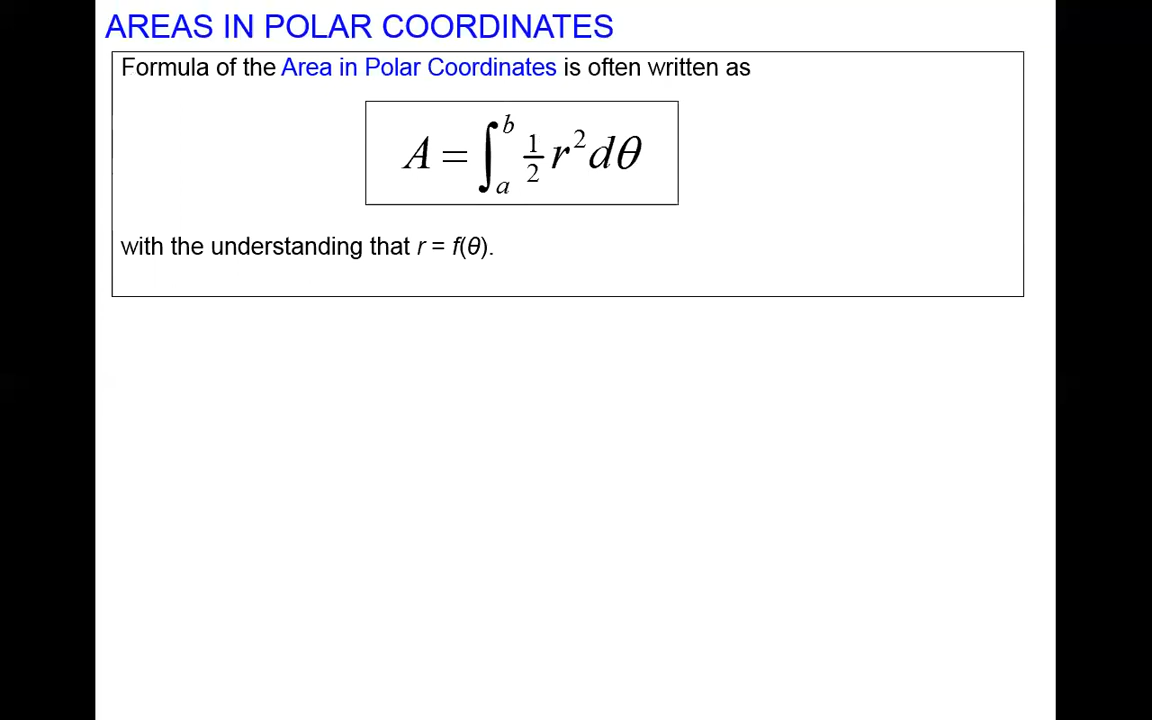 AREAS IN POLAR COORDINATES
Formula of the Area in Polar Coordinates is often written as
A = ∫_a^b ½ r² dθ
with the understanding that r = f(θ).